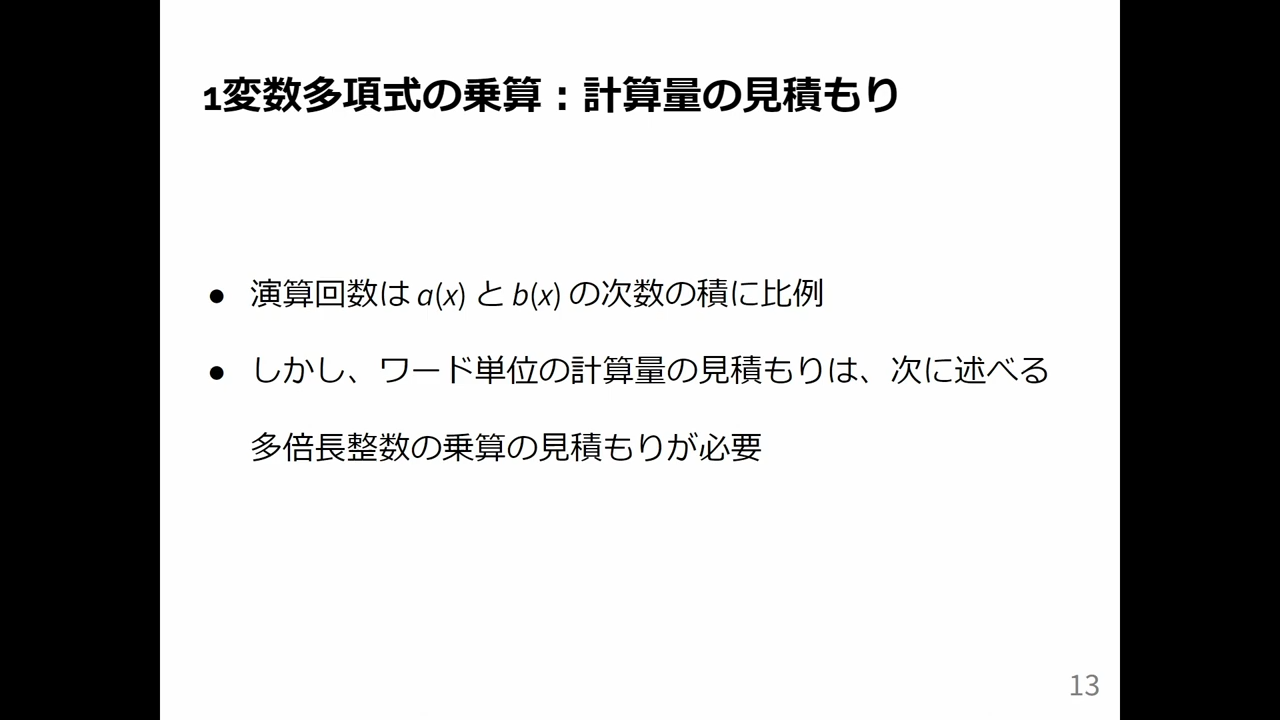 1変数多項式の乗算：計算量の見積もり
● 演算回数は a(x) と b(x) の次数の積に比例
● しかし、ワード単位の計算量の見積もりは、次に述べる
多倍長整数の乗算の見積もりが必要
13